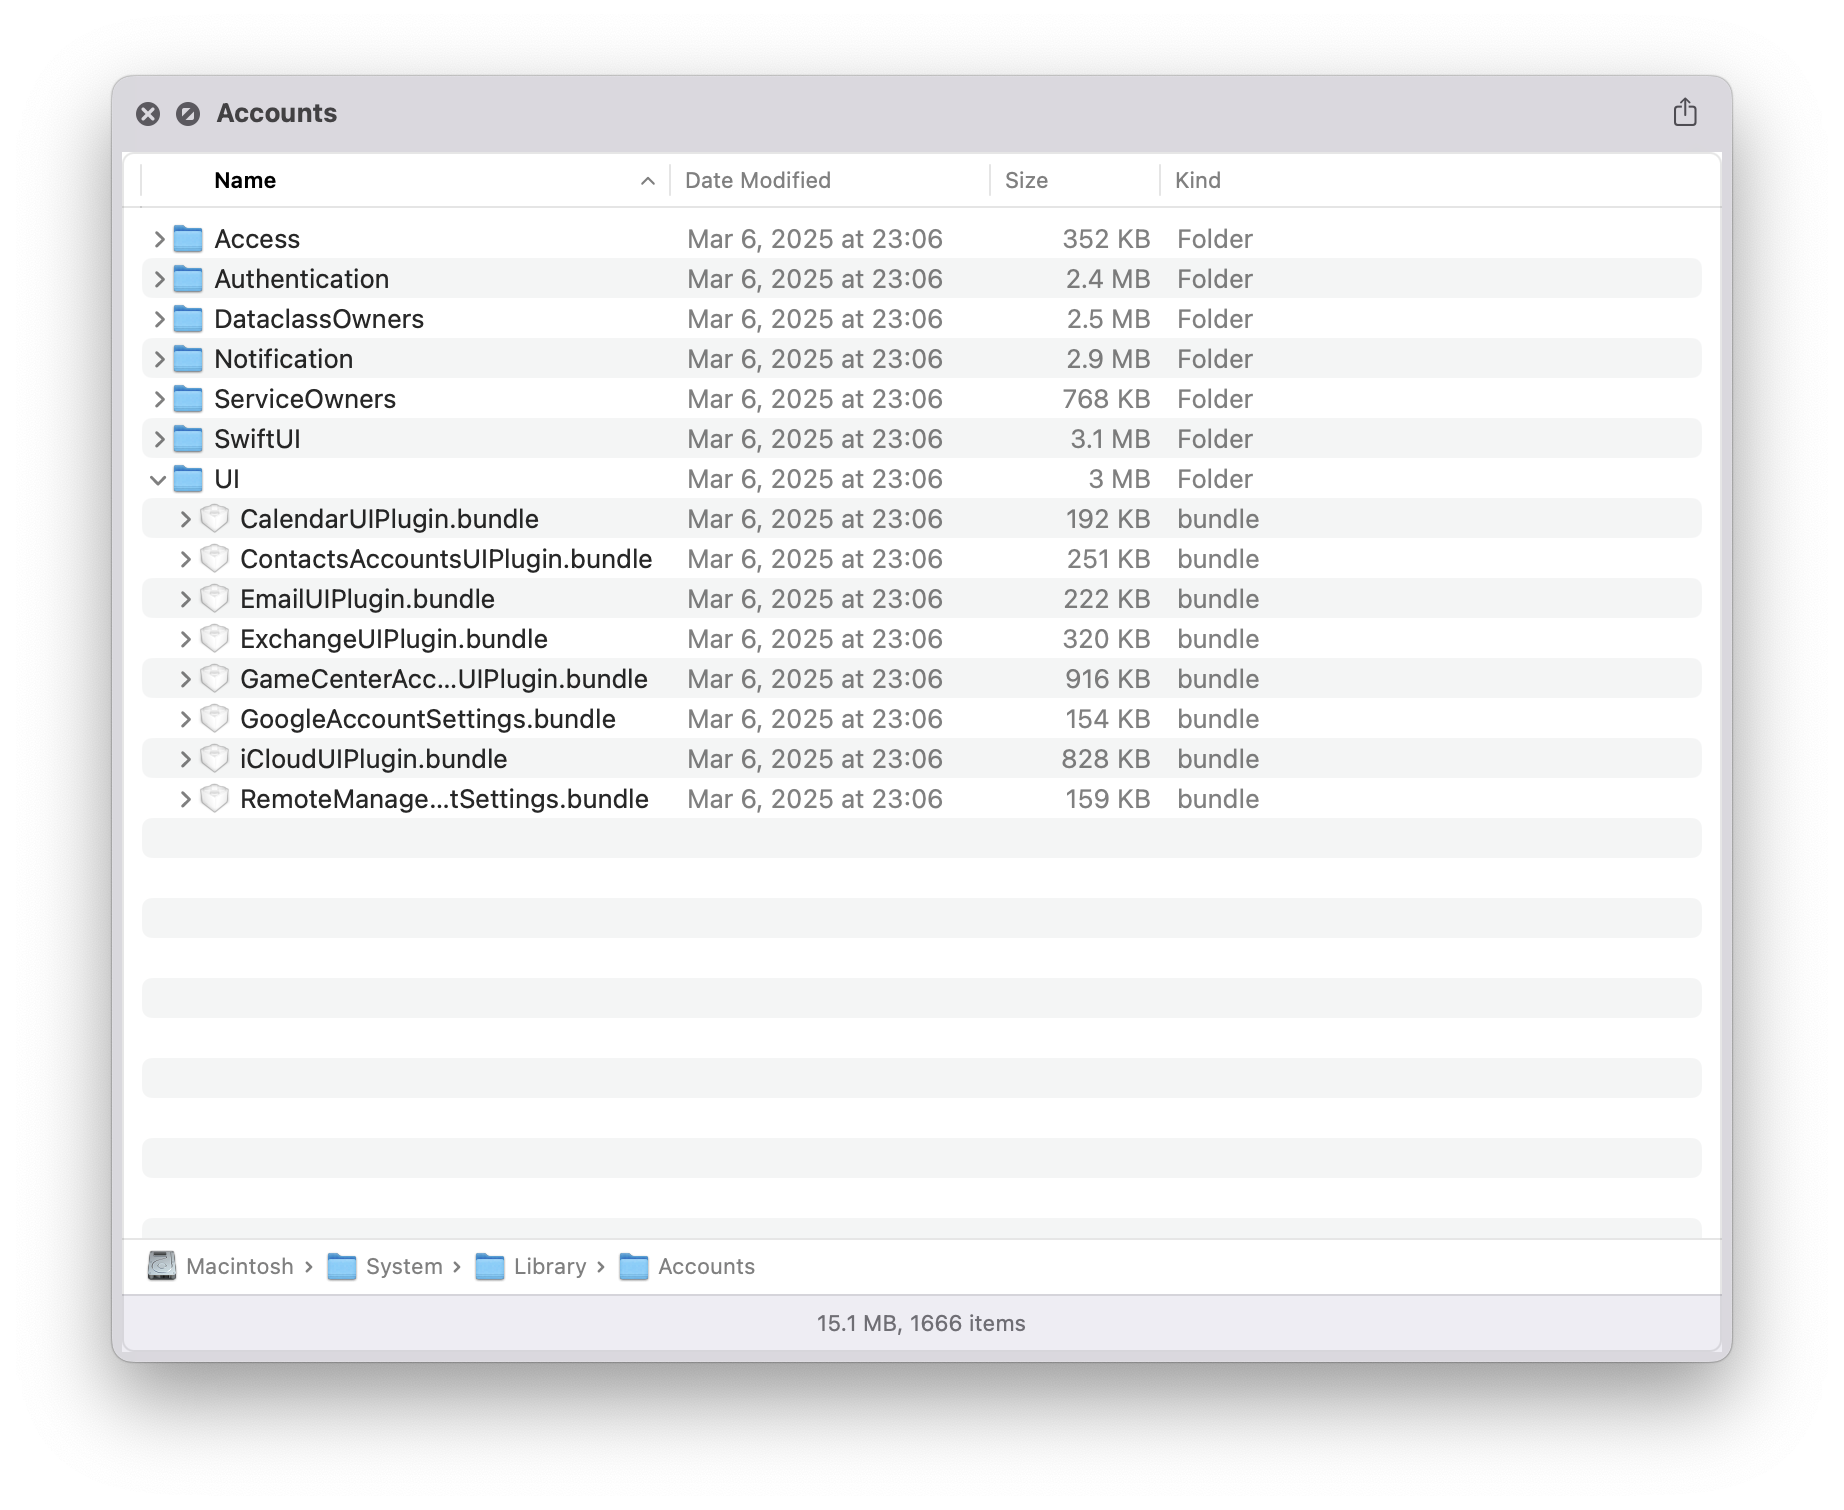 Accounts
Name Date Modified Size Kind
Access Mar 6, 2025 at 23:06 352 KB Folder
Authentication Mar 6, 2025 at 23:06 2.4 MB Folder
DataclassOwners Mar 6, 2025 at 23:06 2.5 MB Folder
Notification Mar 6, 2025 at 23:06 2.9 MB Folder
ServiceOwners Mar 6, 2025 at 23:06 768 KB Folder
SwiftUI Mar 6, 2025 at 23:06 3.1 MB Folder
UI Mar 6, 2025 at 23:06 3 MB Folder
CalendarUIPlugin.bundle Mar 6, 2025 at 23:06 192 KB bundle
ContactsAccountsUIPlugin.bundle Mar 6, 2025 at 23:06 251 KB bundle
EmailUIPlugin.bundle Mar 6, 2025 at 23:06 222 KB bundle
ExchangeUIPlugin.bundle Mar 6, 2025 at 23:06 320 KB bundle
GameCenterAcc...UIPlugin.bundle Mar 6, 2025 at 23:06 916 KB bundle
GoogleAccountSettings.bundle Mar 6, 2025 at 23:06 154 KB bundle
iCloudUIPlugin.bundle Mar 6, 2025 at 23:06 828 KB bundle
RemoteManage...tSettings.bundle Mar 6, 2025 at 23:06 159 KB bundle
Macintosh › System › Library › Accounts
15.1 MB, 1666 items